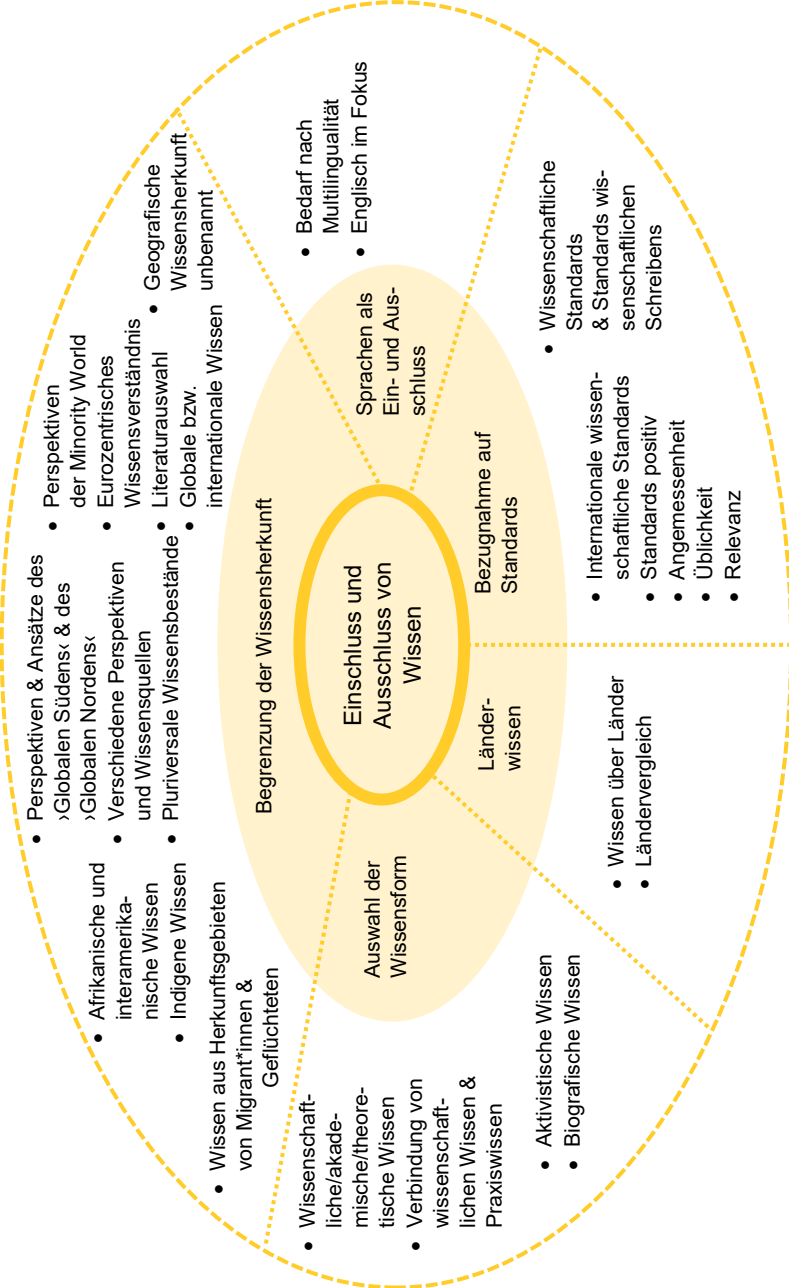 Einschluss und
Ausschluss von
Wissen
Begrenzung der Wissensherkunft
• Wissen aus Herkunftsgebieten
von Migrant*innen &
Geflüchteten
• Afrikanische und
interamerika-
nische Wissen
• Indigene Wissen
• Perspektiven & Ansätze des
›Globalen Südens‹ & des
›Globalen Nordens‹
• Verschiedene Perspektiven
und Wissensquellen
• Pluriversale Wissensbestände
• Perspektiven
der Minority World
• Eurozentrisches
Wissensverständnis
• Literaturauswahl
• Globale bzw.
internationale Wissen
• Geografische
Wissensherkunft
unbenannt
Sprachen als
Ein- und Aus-
schluss
• Bedarf nach
Multilingualität
• Englisch im Fokus
Bezugnahme auf
Standards
• Wissenschaftliche
Standards
& Standards wis-
senschaftlichen
Schreibens
• Internationale wissen-
schaftliche Standards
• Standards positiv
• Angemessenheit
• Üblichkeit
• Relevanz
Länder-
wissen
• Wissen über Länder
• Ländervergleich
Auswahl der
Wissensform
• Wissenschaft-
liche/akade-
mische/theore-
tische Wissen
• Verbindung von
wissenschaft-
lichen Wissen &
Praxiswissen
• Aktivistische Wissen
• Biografische Wissen